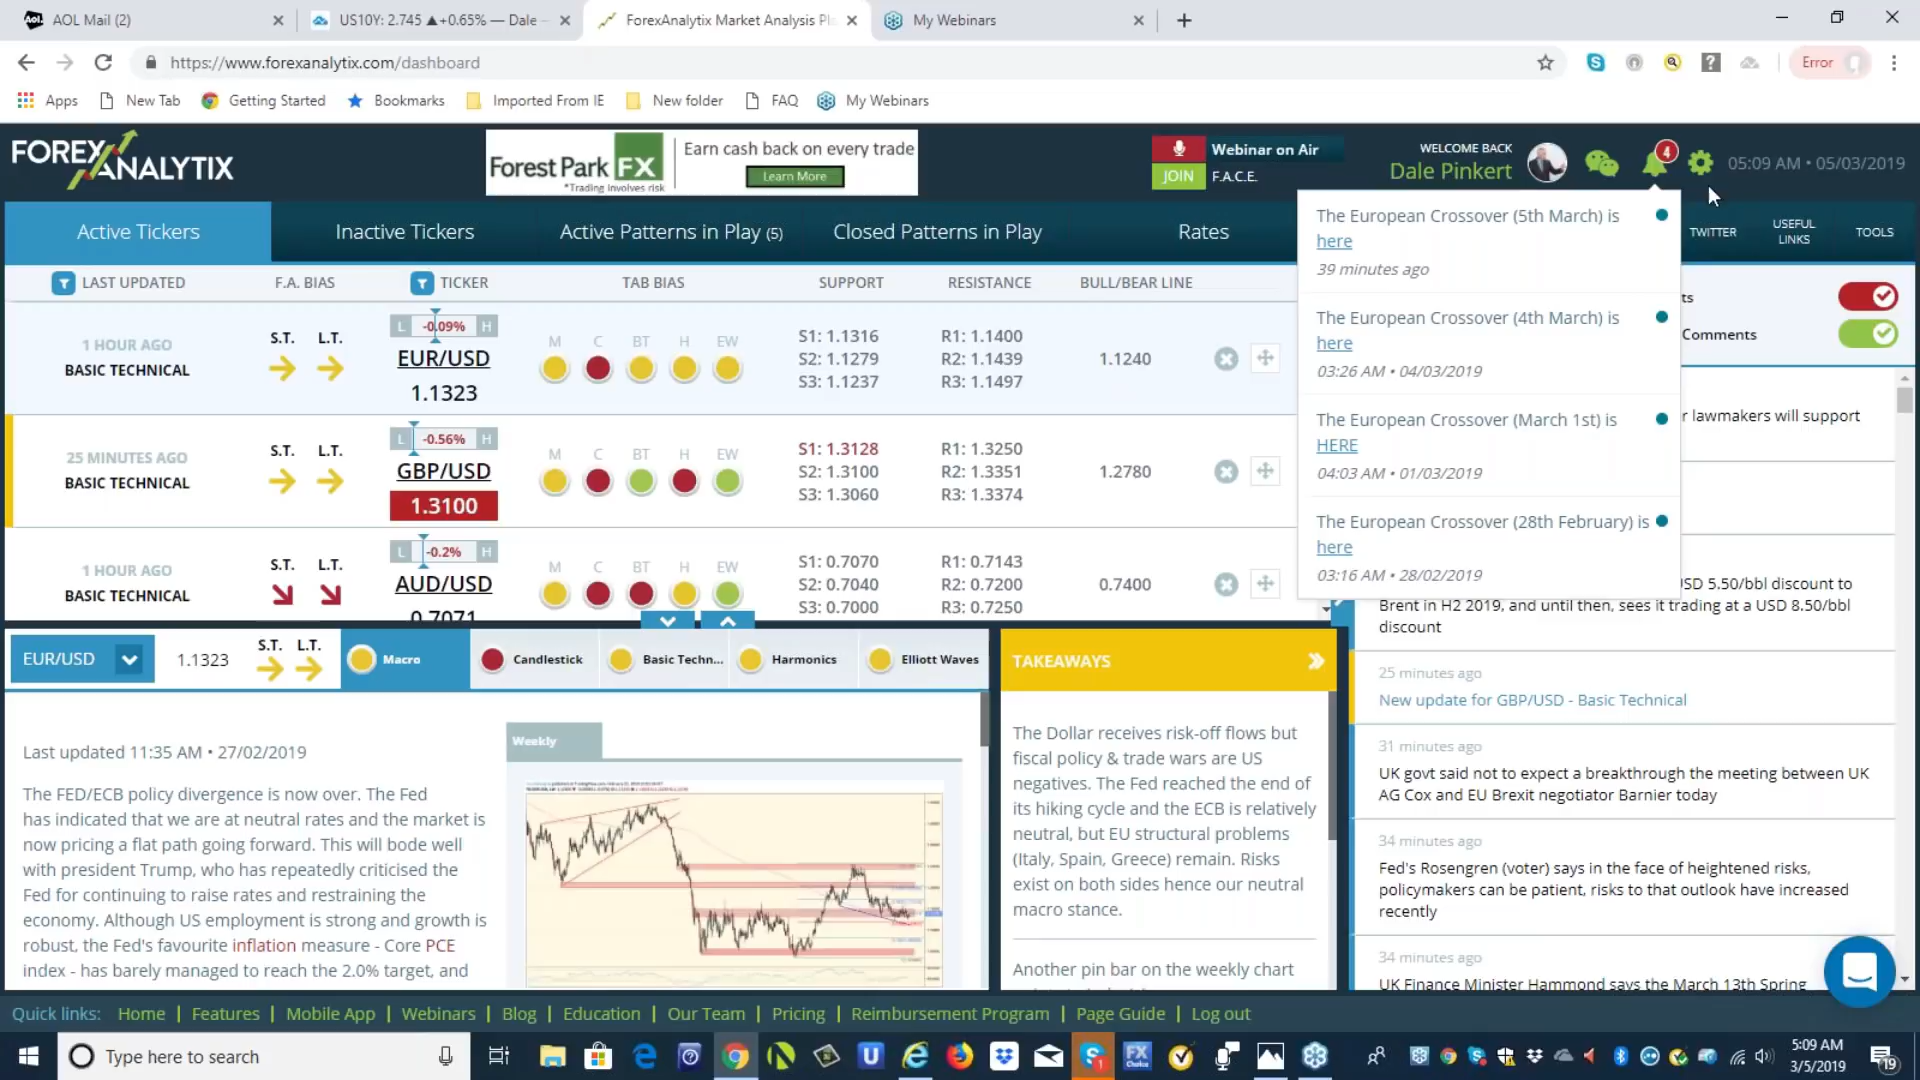 AOL Mail (2)
US10Y: 2.745 ▲+0.65% — Dale
ForexAnalytix Market Analysis Pl
My Webinars
https://www.forexanalytix.com/dashboard
Error
Apps
New Tab
Getting Started
Bookmarks
Imported From IE
New folder
FAQ
My Webinars
FOREXANALYTIX
Forest Park FX
*Trading Involves risk
Earn cash back on every trade
Learn More
Webinar on Air
JOIN F.A.C.E.
WELCOME BACK
Dale Pinkert
4
05:09 AM • 05/03/2019
Active Tickers
Inactive Tickers
Active Patterns in Play (5)
Closed Patterns in Play
Rates
TWITTER
USEFUL
LINKS
TOOLS
LAST UPDATED
F.A. BIAS
TICKER
TAB BIAS
SUPPORT
RESISTANCE
BULL/BEAR LINE
1 HOUR AGO
BASIC TECHNICAL
S.T. L.T.
L -0.09% H
EUR/USD
1.1323
M C BT H EW
S1: 1.1316
S2: 1.1279
S3: 1.1237
R1: 1.1400
R2: 1.1439
R3: 1.1497
1.1240
25 MINUTES AGO
BASIC TECHNICAL
S.T. L.T.
L -0.56% H
GBP/USD
1.3100
M C BT H EW
S1: 1.3128
S2: 1.3100
S3: 1.3060
R1: 1.3250
R2: 1.3351
R3: 1.3374
1.2780
1 HOUR AGO
BASIC TECHNICAL
S.T. L.T.
L -0.2% H
AUD/USD
0.7071
M C BT H EW
S1: 0.7070
S2: 0.7040
S3: 0.7000
R1: 0.7143
R2: 0.7200
R3: 0.7250
0.7400
The European Crossover (5th March) is
here
39 minutes ago
The European Crossover (4th March) is
here
03:26 AM • 04/03/2019
The European Crossover (March 1st) is
HERE
04:03 AM • 01/03/2019
The European Crossover (28th February) is
here
03:16 AM • 28/02/2019
ts
Comments
r lawmakers will support
SD 5.50/bbl discount to
Brent in H2 2019, and until then, sees it trading at a USD 8.50/bbl
discount
25 minutes ago
New update for GBP/USD - Basic Technical
31 minutes ago
UK govt said not to expect a breakthrough the meeting between UK
AG Cox and EU Brexit negotiator Barnier today
34 minutes ago
Fed's Rosengren (voter) says in the face of heightened risks,
policymakers can be patient, risks to that outlook have increased
recently
34 minutes ago
UK Finance Minister Hammond says the March 13th Spring
EUR/USD
1.1323
S.T. L.T.
Macro
Candlestick
Basic Techn...
Harmonics
Elliott Waves
Last updated 11:35 AM • 27/02/2019
The FED/ECB policy divergence is now over. The Fed
has indicated that we are at neutral rates and the market is
now pricing a flat path going forward. This will bode well
with president Trump, who has repeatedly criticised the
Fed for continuing to raise rates and restraining the
economy. Although US employment is strong and growth is
robust, the Fed's favourite inflation measure - Core PCE
index - has barely managed to reach the 2.0% target, and
Weekly
TAKEAWAYS
The Dollar receives risk-off flows but
fiscal policy & trade wars are US
negatives. The Fed reached the end of
its hiking cycle and the ECB is relatively
neutral, but EU structural problems
(Italy, Spain, Greece) remain. Risks
exist on both sides hence our neutral
macro stance.
Another pin bar on the weekly chart
Quick links: Home | Features | Mobile App | Webinars | Blog | Education | Our Team | Pricing | Reimbursement Program | Page Guide | Log out
Type here to search
5:09 AM
3/5/2019
19